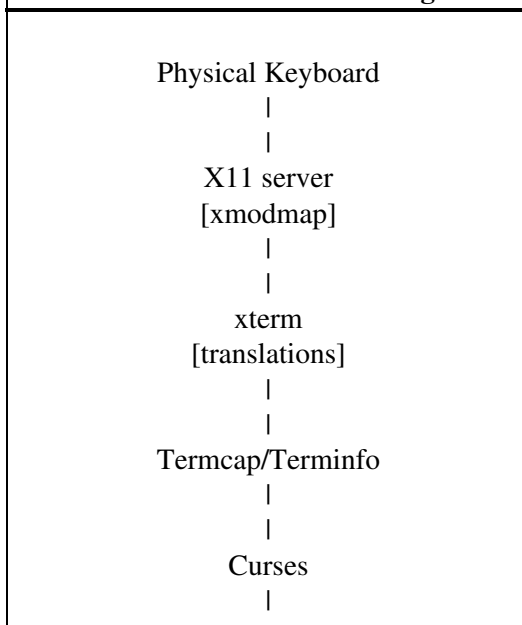 Physical Keyboard
|
|
X11 server
[xmodmap]
|
|
xterm
[translations]
|
|
Termcap/Terminfo
|
|
Curses
|